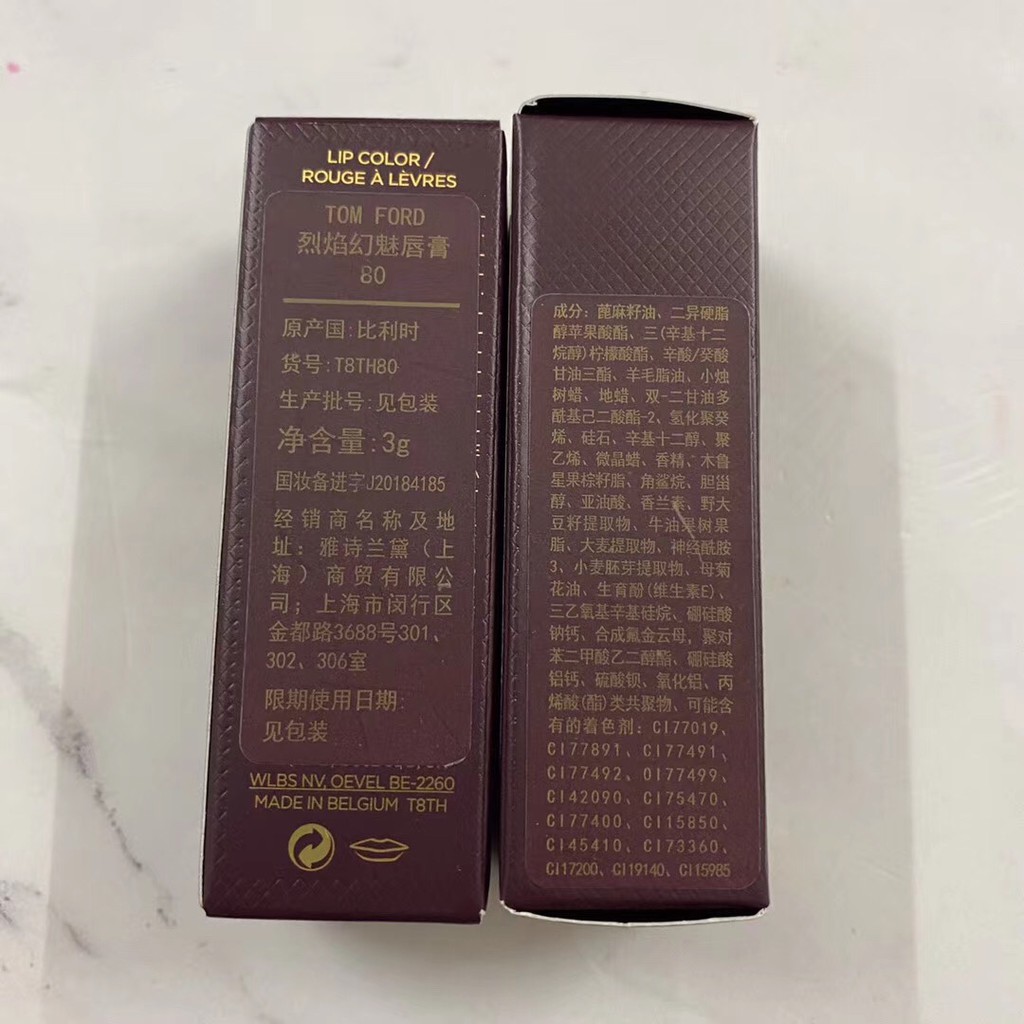 LIP COLOR /
ROUGE À LÈVRES
TOM FORD
烈焰幻魅唇膏
80
原产国:比利时
货号:T8TH80
生产批号:见包装
净含量:3g
国妆备进字J20184185
经销商名称及地
址:雅诗兰黛(上
海)商贸有限公
司;上海市闵行区
金都路3688号301、
302、306室
限期使用日期:
见包装
WLBS NV, OEVEL BE-2260
MADE IN BELGIUM T8TH
成分:蓖麻籽油、二异硬脂
醇苹果酸酯、三(辛基十二
烷醇)柠檬酸酯、辛酸/癸酸
甘油三酯、羊毛脂油、小烛
树蜡、地蜡、双-二甘油多
酰基己二酸酯-2、氢化聚癸
烯、硅石、辛基十二醇、聚
乙烯、微晶蜡、香精、木鲁
星果棕籽脂、角鲨烷、胆甾
醇、亚油酸、香兰素、野大
豆籽提取物、牛油果树果
脂、大麦提取物、神经酰胺
3、小麦胚芽提取物、母菊
花油、生育酚(维生素E)、
三乙氧基辛基硅烷、硼硅酸
钠钙、合成氟金云母，聚对
苯二甲酸乙二醇酯、硼硅酸
铝钙、硫酸钡、氧化铝、丙
烯酸(酯)类共聚物、可能含
有的着色剂:CI77019、
CI77891、CI77491、
CI77492、0I77499、
CI42090、CI75470、
CI77400、CI15850、
CI45410、CI73360、
CI17200、CI19140、CI15985